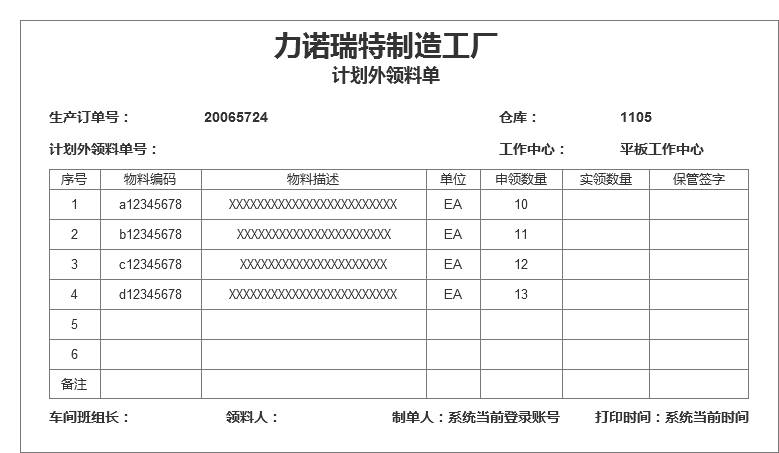 力诺瑞特制造工厂
计划外领料单
生产订单号： 20065724 仓库： 1105
计划外领料单号： 工作中心： 平板工作中心
序号 物料编码 物料描述 单位 申领数量 实领数量 保管签字
1 a12345678 XXXXXXXXXXXXXXXXXXXXXXXX EA 10
2 b12345678 XXXXXXXXXXXXXXXXXXXXXX EA 11
3 c12345678 XXXXXXXXXXXXXXXXXXXXX EA 12
4 d12345678 XXXXXXXXXXXXXXXXXXXXXXXX EA 13
5
6
备注
车间班组长： 领料人： 制单人：系统当前登录账号 打印时间：系统当前时间